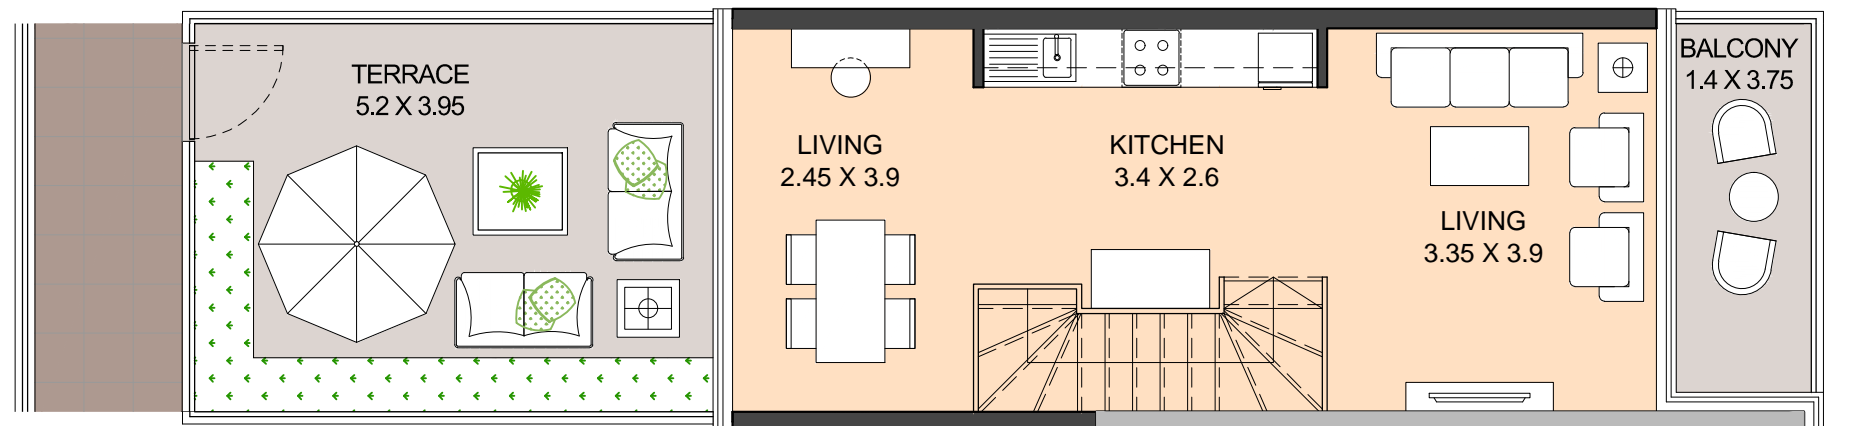 TERRACE
5.2 X 3.95
LIVING
2.45 X 3.9
KITCHEN
3.4 X 2.6
LIVING
3.35 X 3.9
BALCONY
1.4 X 3.75